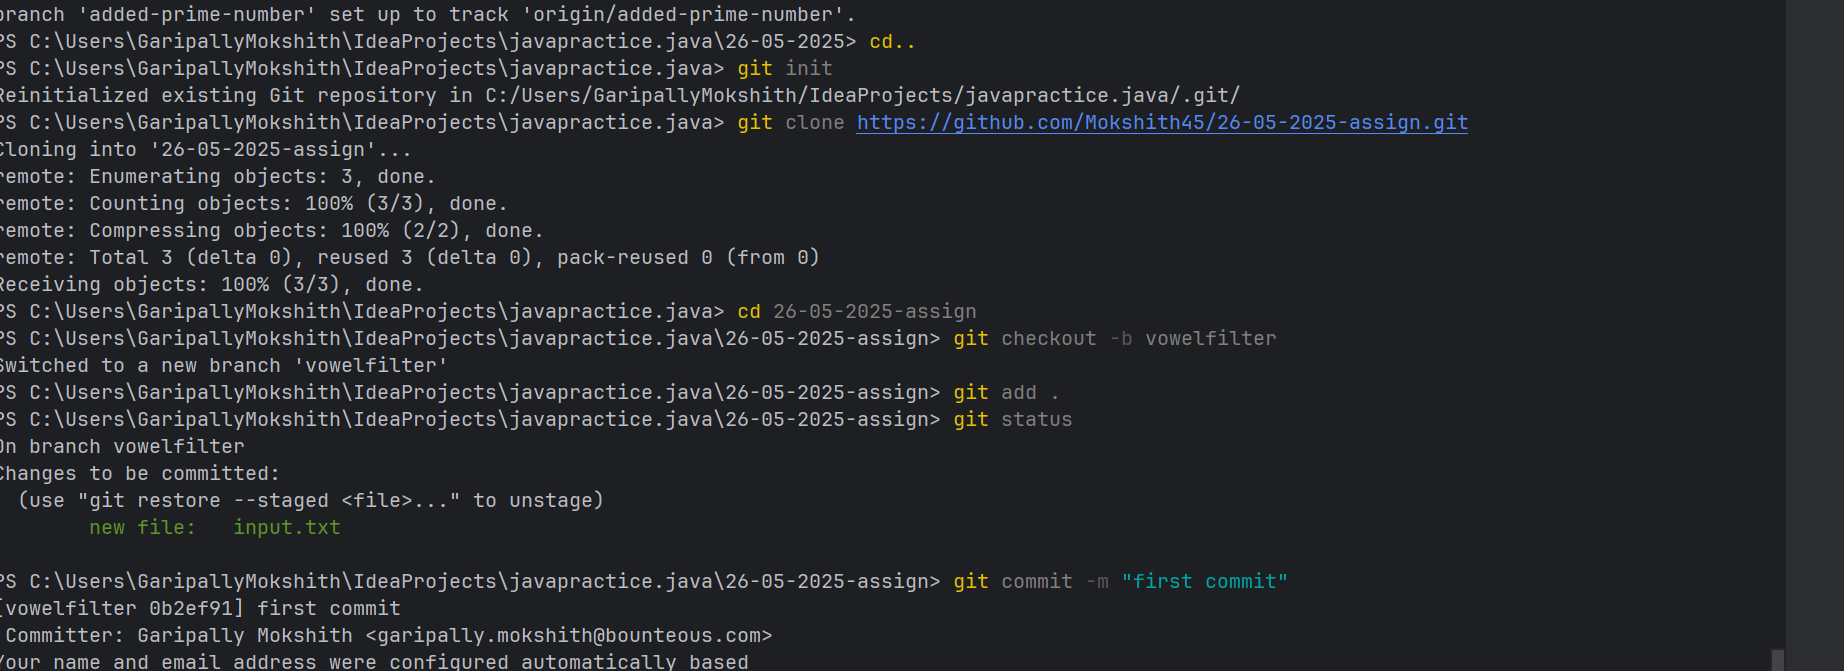 branch 'added-prime-number' set up to track 'origin/added-prime-number'.
PS C:\Users\GaripallyMokshith\IdeaProjects\javapractice.java\26-05-2025> cd..
PS C:\Users\GaripallyMokshith\IdeaProjects\javapractice.java> git init
Reinitialized existing Git repository in C:/Users/GaripallyMokshith/IdeaProjects/javapractice.java/.git/
PS C:\Users\GaripallyMokshith\IdeaProjects\javapractice.java> git clone https://github.com/Mokshith45/26-05-2025-assign.git
Cloning into '26-05-2025-assign'...
remote: Enumerating objects: 3, done.
remote: Counting objects: 100% (3/3), done.
remote: Compressing objects: 100% (2/2), done.
remote: Total 3 (delta 0), reused 3 (delta 0), pack-reused 0 (from 0)
Receiving objects: 100% (3/3), done.
PS C:\Users\GaripallyMokshith\IdeaProjects\javapractice.java> cd 26-05-2025-assign
PS C:\Users\GaripallyMokshith\IdeaProjects\javapractice.java\26-05-2025-assign> git checkout -b vowelfilter
Switched to a new branch 'vowelfilter'
PS C:\Users\GaripallyMokshith\IdeaProjects\javapractice.java\26-05-2025-assign> git add .
PS C:\Users\GaripallyMokshith\IdeaProjects\javapractice.java\26-05-2025-assign> git status
On branch vowelfilter
Changes to be committed:
  (use "git restore --staged <file>..." to unstage)
        new file:   input.txt
PS C:\Users\GaripallyMokshith\IdeaProjects\javapractice.java\26-05-2025-assign> git commit -m "first commit"
[vowelfilter 0b2ef91] first commit
 Committer: Garipally Mokshith <garipally.mokshith@bounteous.com>
Your name and email address were configured automatically based